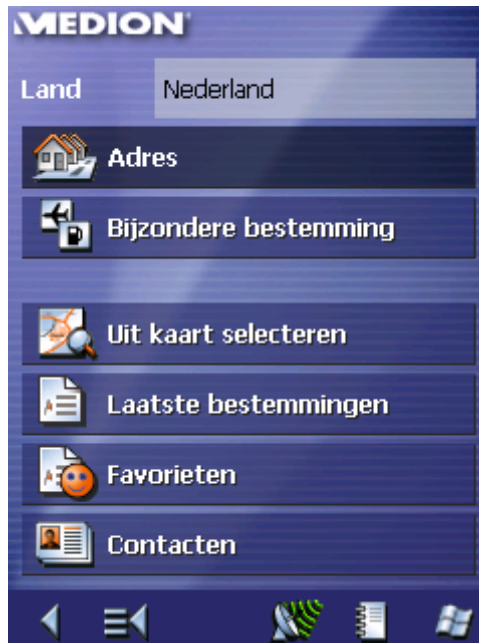 MEDION
Land Nederland
Adres
Bijzondere bestemming
Uit kaart selecteren
Laatste bestemmingen
Favorieten
Contacten